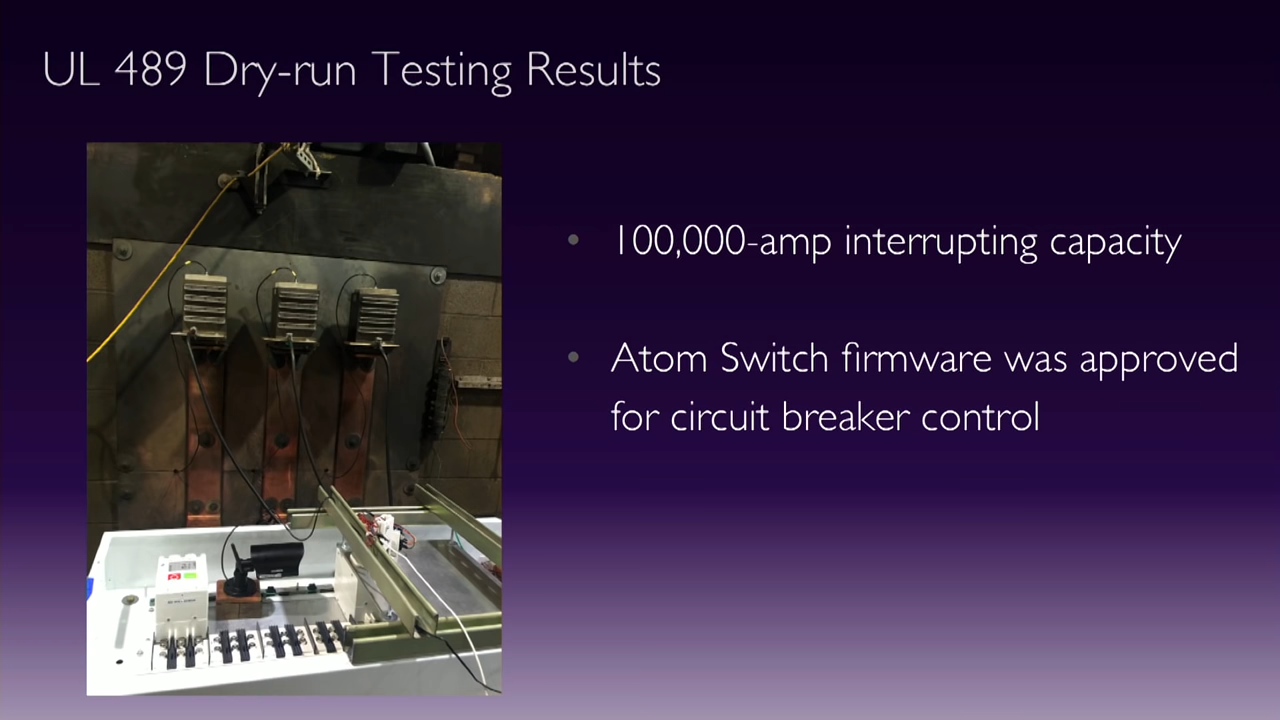 UL 489 Dry-run Testing Results
• 100,000-amp interrupting capacity
• Atom Switch firmware was approved
for circuit breaker control